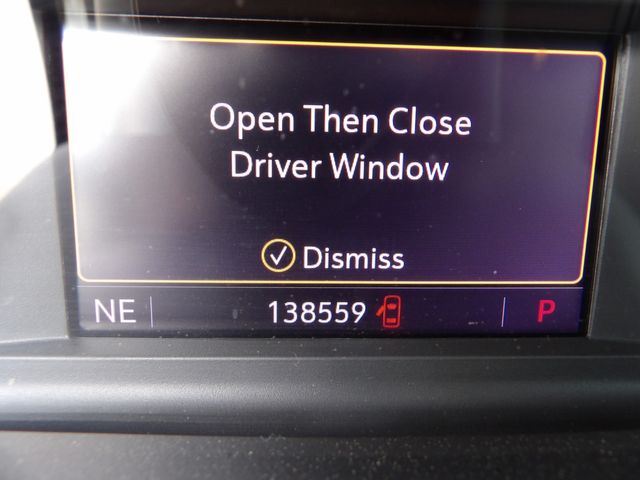 Open Then Close
Driver Window
Dismiss
NE 138559 P